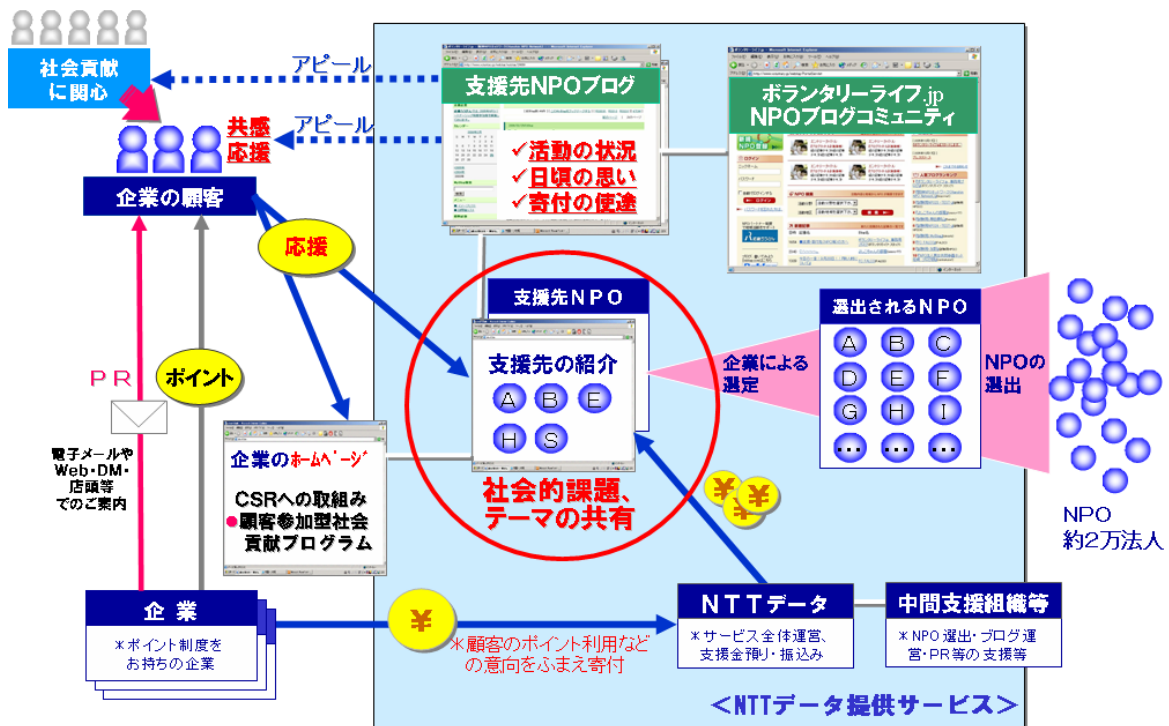 社会貢献
に関心
アピール
アピール
共感
応援
企業の顧客
支援先NPOブログ
✓活動の状況
✓日頃の思い
✓寄付の使途
ボランタリーライフ.jp
NPOブログコミュニティ
応援
支援先NPO
支援先の紹介
A B E
H S
企業による
選定
選出されるNPO
A B C
D E F
G H I
… … …
NPOの
選出
PR
ポイント
電子メールや
Web・DM・
店頭等
でのご案内
企業のホームページ
CSRへの取組み
●顧客参加型社会
貢献プログラム
社会的課題、
テーマの共有
¥
¥
¥
NPO
約2万法人
企業
*ポイント制度を
お持ちの企業
¥
*顧客のポイント利用など
の意向をふまえ寄付
NTTデータ
*サービス全体運営、
支援金預り・振込み
中間支援組織等
*NPO選出・ブログ運
営・PR等の支援等
<NTTデータ提供サービス>